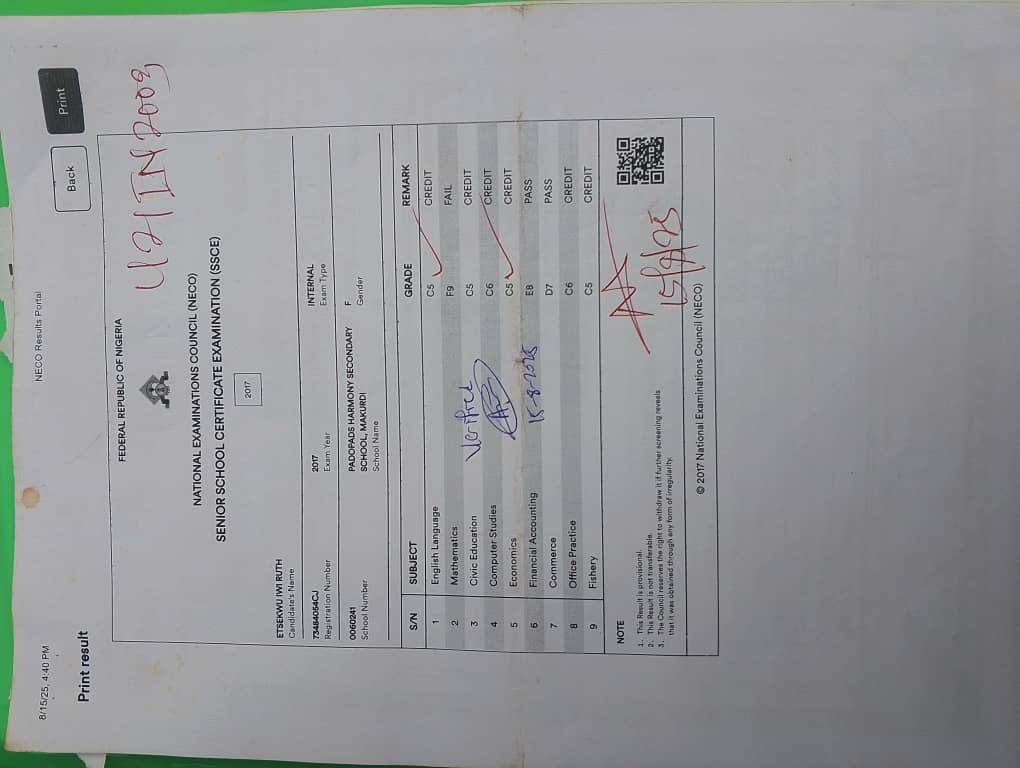 8/15/25, 4:40 PM
NECO Results Portal
Print result
Back
Print
U21IN2009
FEDERAL REPUBLIC OF NIGERIA
NATIONAL EXAMINATIONS COUNCIL (NECO)
SENIOR SCHOOL CERTIFICATE EXAMINATION (SSCE)
2017
ETSEKWU IWI RUTH
Candidate's Name
73484054CJ 2017 INTERNAL
Registration Number Exam Year Exam Type
0060241 PADOPADS HARMONY SECONDARY F
SCHOOL, MAKURDI
School Number School Name Gender
S/N SUBJECT GRADE REMARK
1 English Language C5 CREDIT
2 Mathematics F9 FAIL
3 Civic Education C5 CREDIT
4 Computer Studies C6 CREDIT
5 Economics C5 CREDIT
6 Financial Accounting E8 PASS
7 Commerce D7 PASS
8 Office Practice C6 CREDIT
9 Fishery C5 CREDIT
Verified
15-8-2025
NOTE
1. This Result is provisional.
2. This Result is not transferable.
3. The Council reserves the right to withdraw it if further screening reveals
that it was obtained through any form of irregularity.
15/8/25
© 2017 National Examinations Council (NECO)